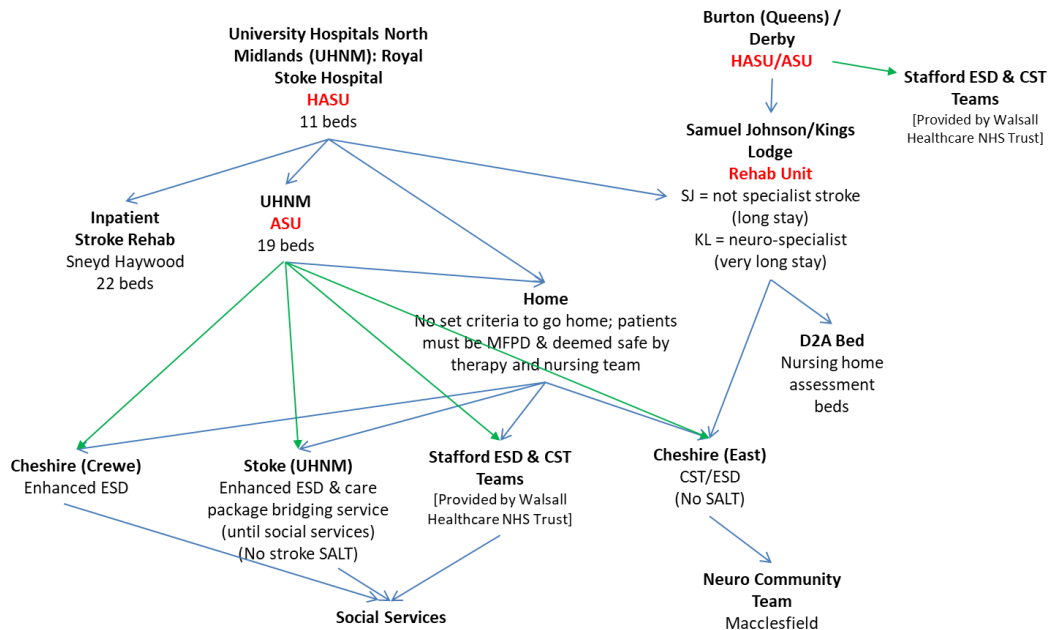 University Hospitals North
Midlands (UHNM): Royal
Stoke Hospital
HASU
11 beds
Burton (Queens) /
Derby
HASU/ASU
Stafford ESD & CST
Teams
[Provided by Walsall
Healthcare NHS Trust]
Samuel Johnson/Kings
Lodge
Rehab Unit
SJ = not specialist stroke
(long stay)
KL = neuro-specialist
(very long stay)
Inpatient
Stroke Rehab
Sneyd Haywood
22 beds
UHNM
ASU
19 beds
Home
No set criteria to go home; patients
must be MFPD & deemed safe by
therapy and nursing team
D2A Bed
Nursing home
assessment
beds
Cheshire (Crewe)
Enhanced ESD
Stoke (UHNM)
Enhanced ESD & care
package bridging service
(until social services)
(No stroke SALT)
Stafford ESD & CST
Teams
[Provided by Walsall
Healthcare NHS Trust]
Cheshire (East)
CST/ESD
(No SALT)
Neuro Community
Team
Macclesfield
Social Services